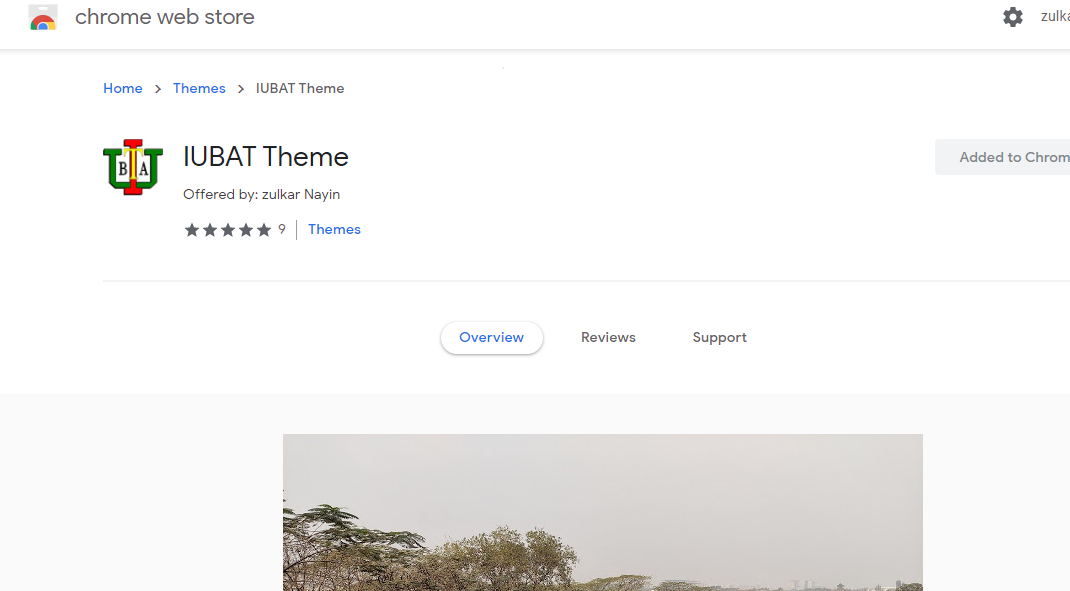 chrome web store
zulka
Home > Themes > IUBAT Theme
B I A
IUBAT Theme
Added to Chrom
Offered by: zulkar Nayin
9 | Themes
Overview
Reviews
Support